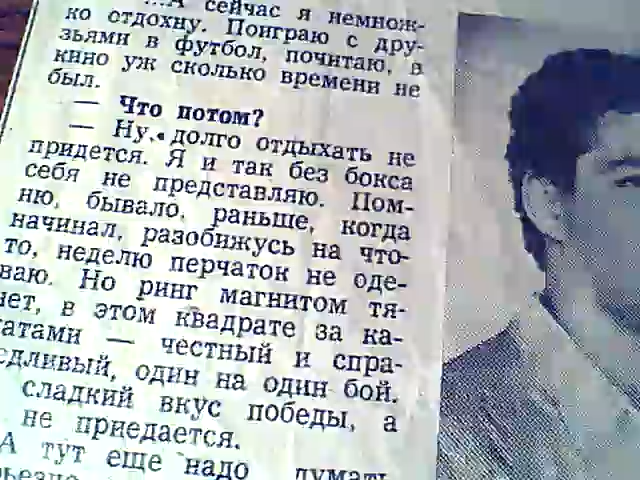 ...А сейчас я немнож-
ко отдохну. Поиграю с дру-
зьями в футбол, почитаю, в
кино уж сколько времени не
был.
— Что потом?
— Ну, долго отдыхать не
придется. Я и так без бокса
себя не представляю. Пом-
ню, бывало, раньше, когда
начинал, разобижусь на что-
то, неделю перчаток не оде-
ваю. Но ринг магнитом тя-
нет, в этом квадрате за ка-
натами — честный и спра-
едливый, один на один бой.
сладкий вкус победы, а
не приедается.
А тут еще надо думать